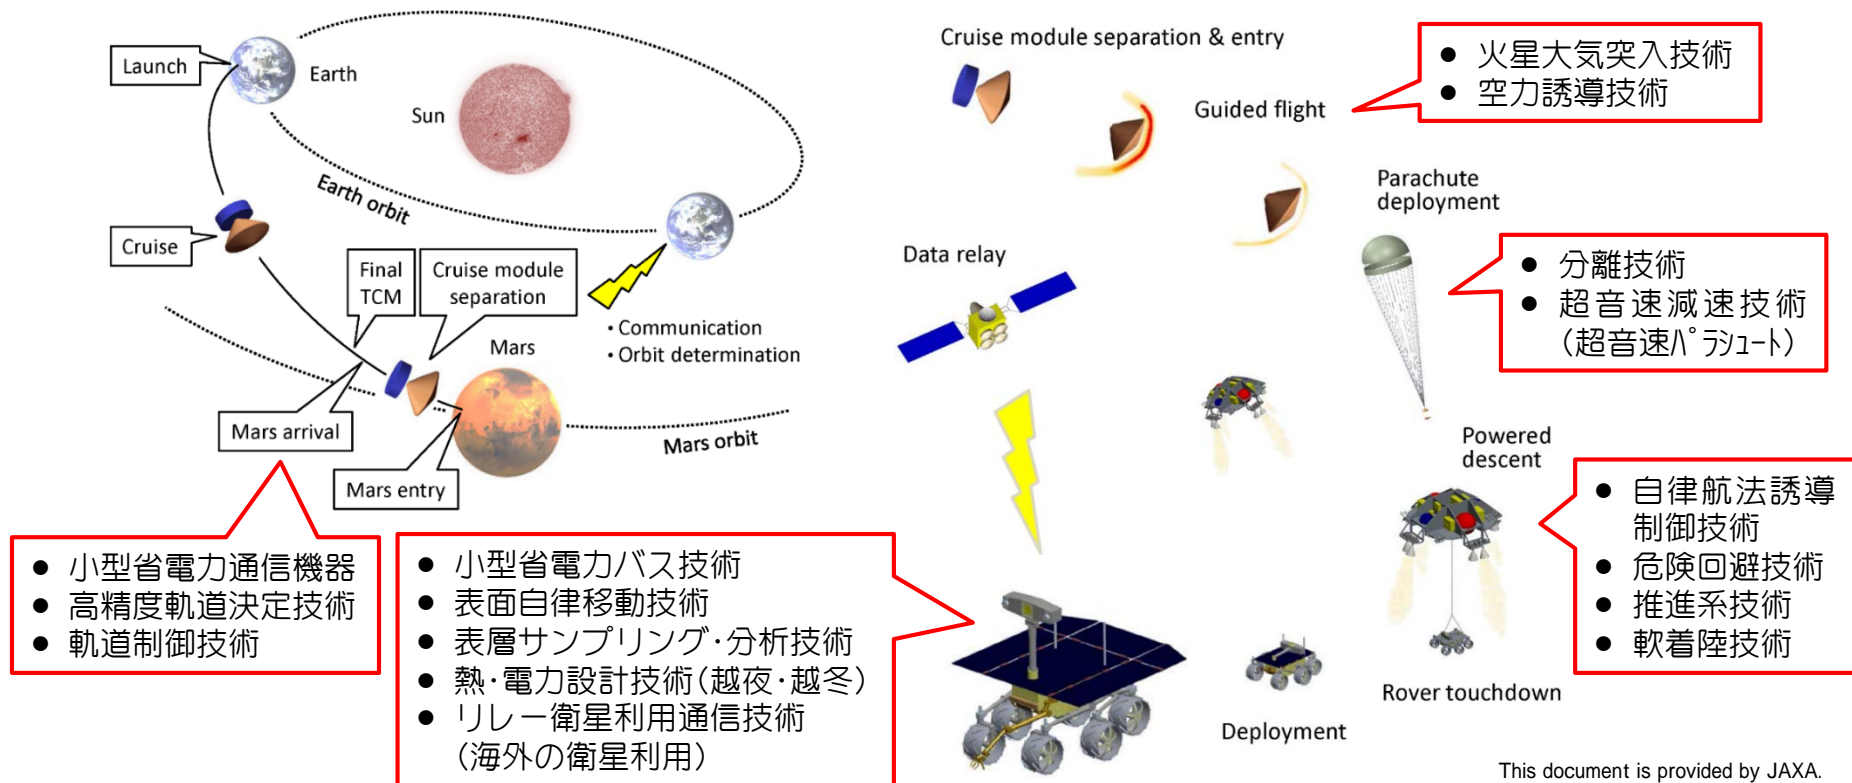 Launch
Earth
Sun
Earth orbit
Cruise
Final
TCM
Cruise module
separation
• Communication
• Orbit determination
Mars
Mars arrival
Mars entry
Mars orbit
● 小型省電力通信機器
● 高精度軌道決定技術
● 軌道制御技術
Cruise module separation & entry
Guided flight
● 火星大気突入技術
● 空力誘導技術
Parachute
deployment
● 分離技術
● 超音速減速技術
(超音速ﾊﾟﾗｼｭｰﾄ)
Data relay
Powered
descent
● 自律航法誘導
制御技術
● 危険回避技術
● 推進系技術
● 軟着陸技術
Rover touchdown
Deployment
● 小型省電力バス技術
● 表面自律移動技術
● 表層サンプリング・分析技術
● 熱・電力設計技術(越夜・越冬)
● リレー衛星利用通信技術
(海外の衛星利用)
This document is provided by JAXA.